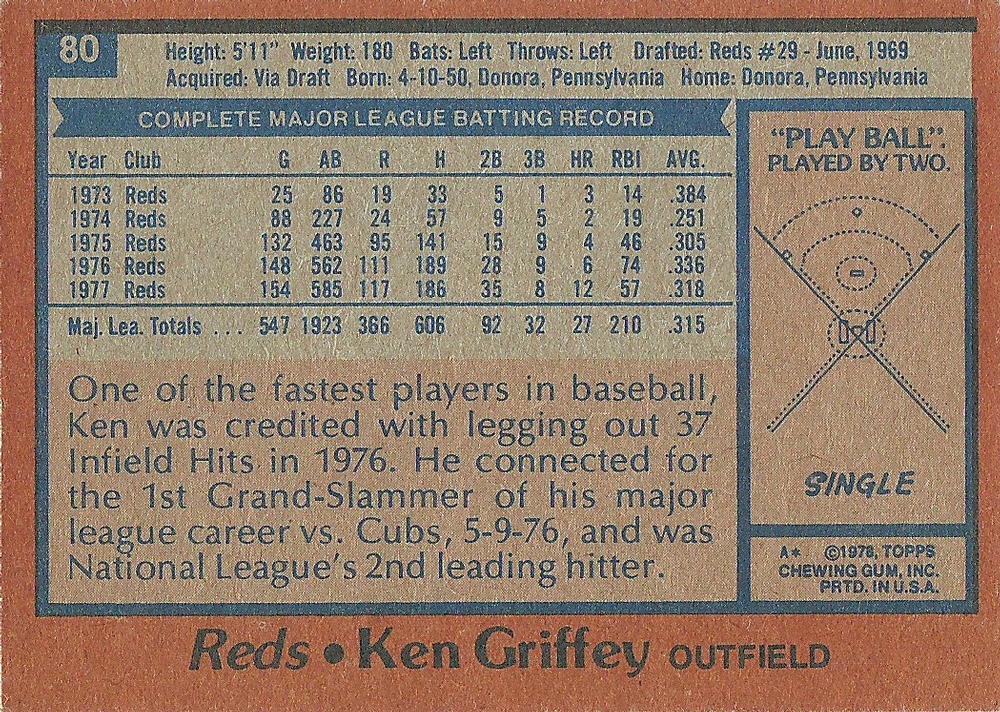 80
Height: 5'11" Weight: 180 Bats: Left Throws: Left Drafted: Reds #29 - June, 1969
Acquired: Via Draft Born: 4-10-50, Donora, Pennsylvania Home: Donora, Pennsylvania
COMPLETE MAJOR LEAGUE BATTING RECORD
Year Club G AB R H 2B 3B HR RBI AVG.
1973 Reds 25 86 19 33 5 1 3 14 .384
1974 Reds 88 227 24 57 9 5 2 19 .251
1975 Reds 132 463 95 141 15 9 4 46 .305
1976 Reds 148 562 111 189 28 9 6 74 .336
1977 Reds 154 585 117 186 35 8 12 57 .318
Maj. Lea. Totals ... 547 1923 366 606 92 32 27 210 .315
One of the fastest players in baseball,
Ken was credited with legging out 37
Infield Hits in 1976. He connected for
the 1st Grand-Slammer of his major
league career vs. Cubs, 5-9-76, and was
National League's 2nd leading hitter.
"PLAY BALL".
PLAYED BY TWO.
SINGLE
A* ©1978, TOPPS
CHEWING GUM, INC.
PRTD. IN U.S.A.
Reds • Ken Griffey OUTFIELD